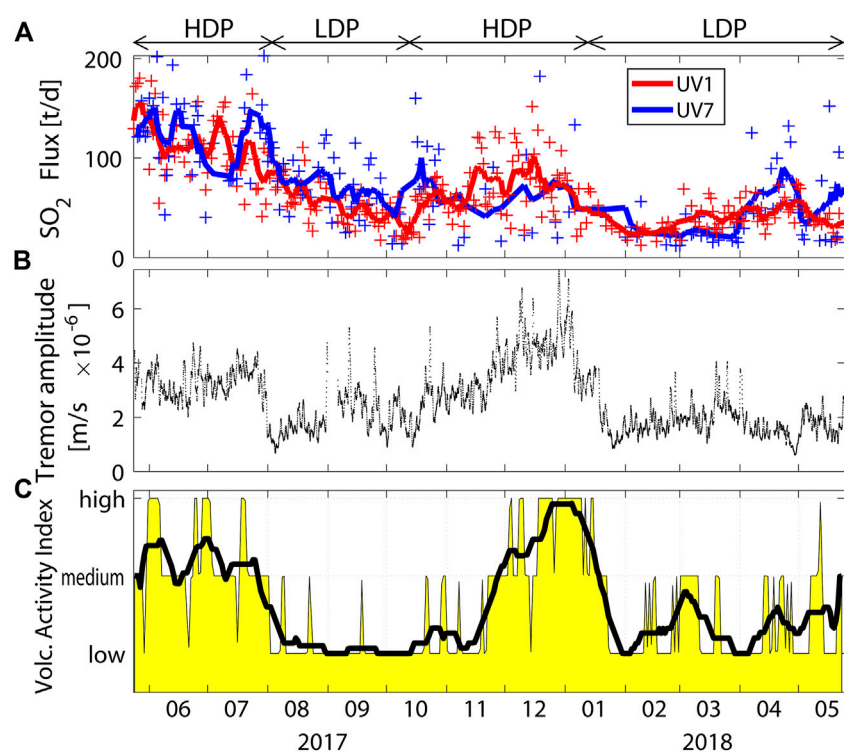 A
HDP LDP HDP LDP
SO2 Flux [t/d]
200
100
0
UV1
UV7
B
Tremor amplitude
[m/s ×10-6]
6
4
2
0
C
Volc. Activity Index
high
medium
low
06 07 08 09 10 11 12 01 02 03 04 05
2017 2018